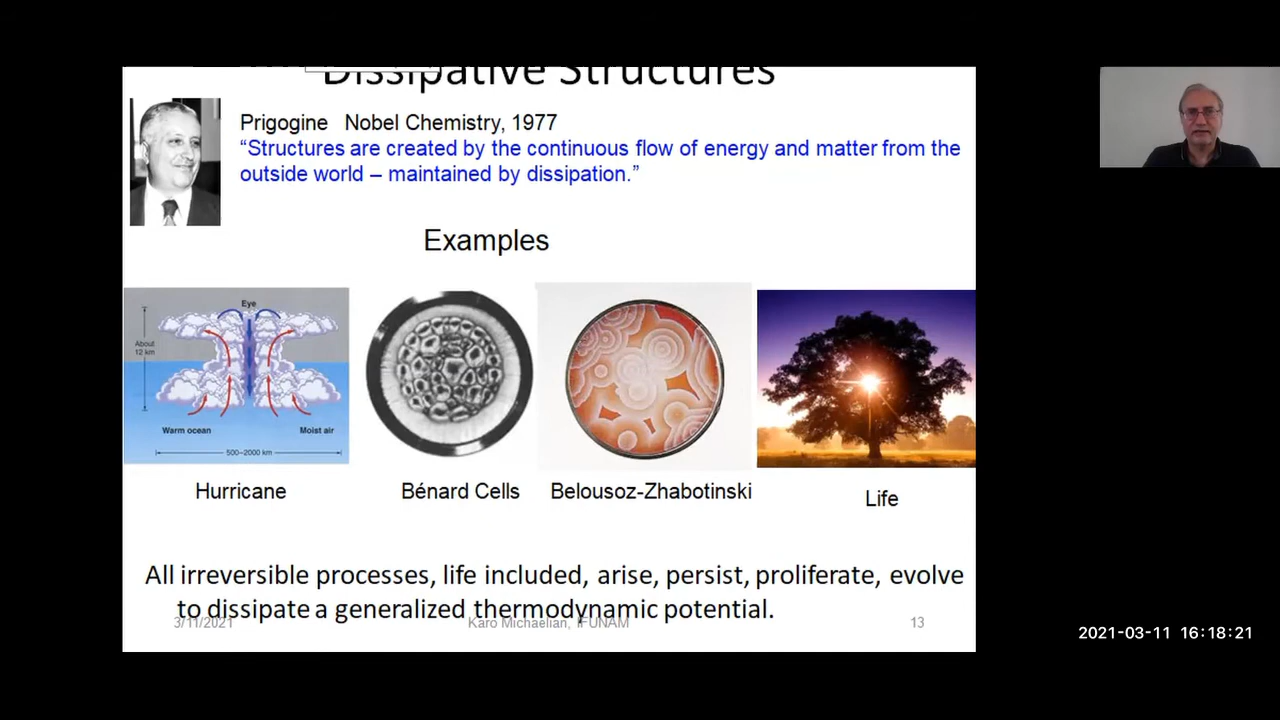 Dissipative Structures
Prigogine Nobel Chemistry, 1977
“Structures are created by the continuous flow of energy and matter from the
outside world – maintained by dissipation.”
Examples
Eye
About
12 km
Warm ocean
Moist air
500–2000 km
Hurricane
Bénard Cells
Belousoz-Zhabotinski
Life
All irreversible processes, life included, arise, persist, proliferate, evolve
to dissipate a generalized thermodynamic potential.
3/11/2021
Karo Michaelian, IFUNAM
13
2021-03-11 16:18:21